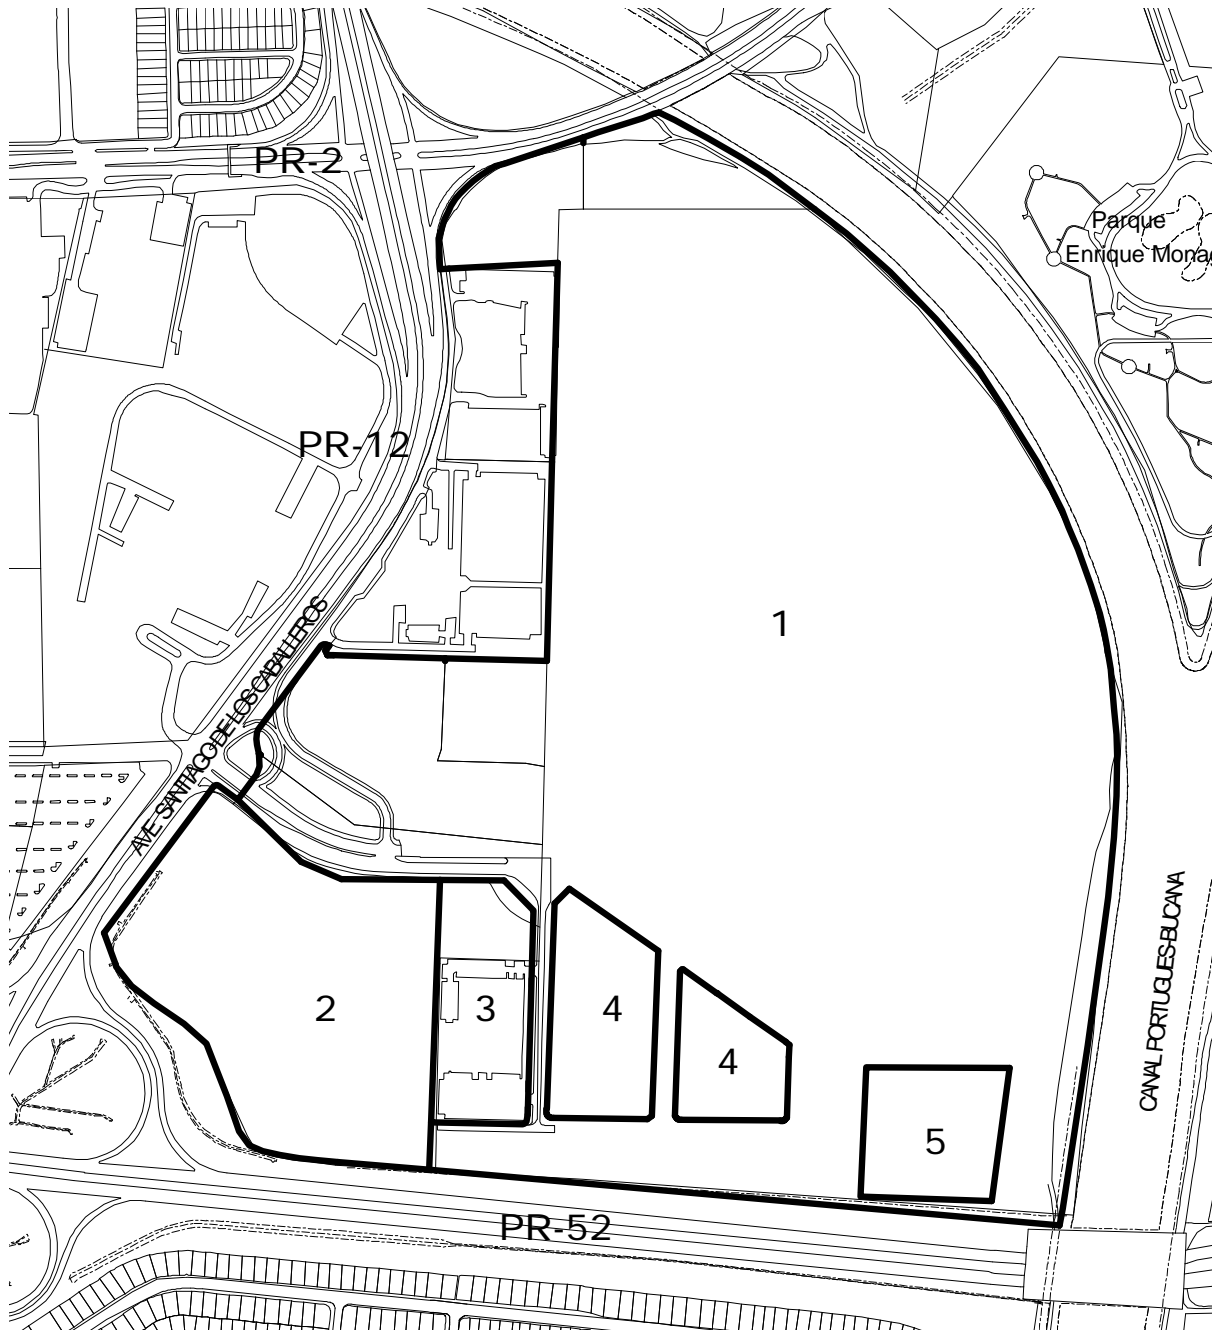 PR-2
Parque
Enrique Mona
PR-12
1
AVE. SANTIAGO DE LOS CABALLEROS
CANAL PORTUGUES-BUCANA
2
3
4
4
5
PR-52